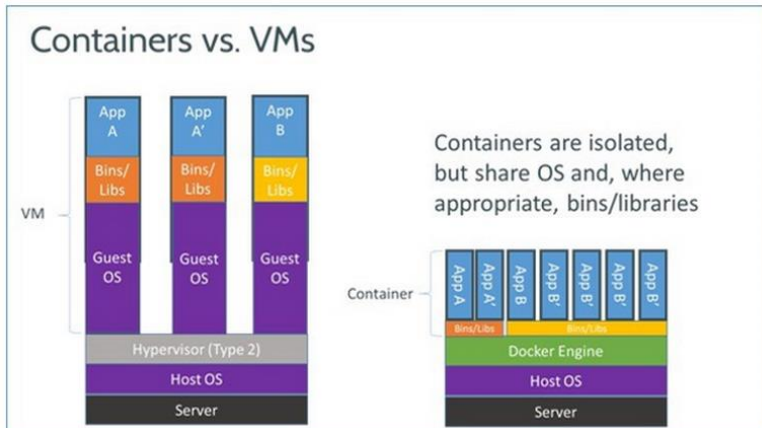 Containers vs. VMs
App
A
App
A'
App
B
Bins/
Libs
Bins/
Libs
Bins/
Libs
VM
Guest
OS
Guest
OS
Guest
OS
Hypervisor (Type 2)
Host OS
Server
Containers are isolated,
but share OS and, where
appropriate, bins/libraries
Container
App A
App A'
App B
App B'
App B'
App B'
App B'
Bins/Libs
Bins/Libs
Docker Engine
Host OS
Server